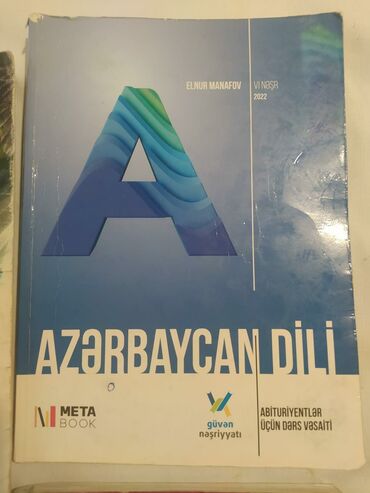 ELNUR MANAFOV
VI NƏŞR
2022
A
AZƏRBAYCAN DİLİ
META
BOOK
güvən
nəşriyyatı
ABİTURİYENTLƏR
ÜÇÜN DƏRS VƏSAİTİ